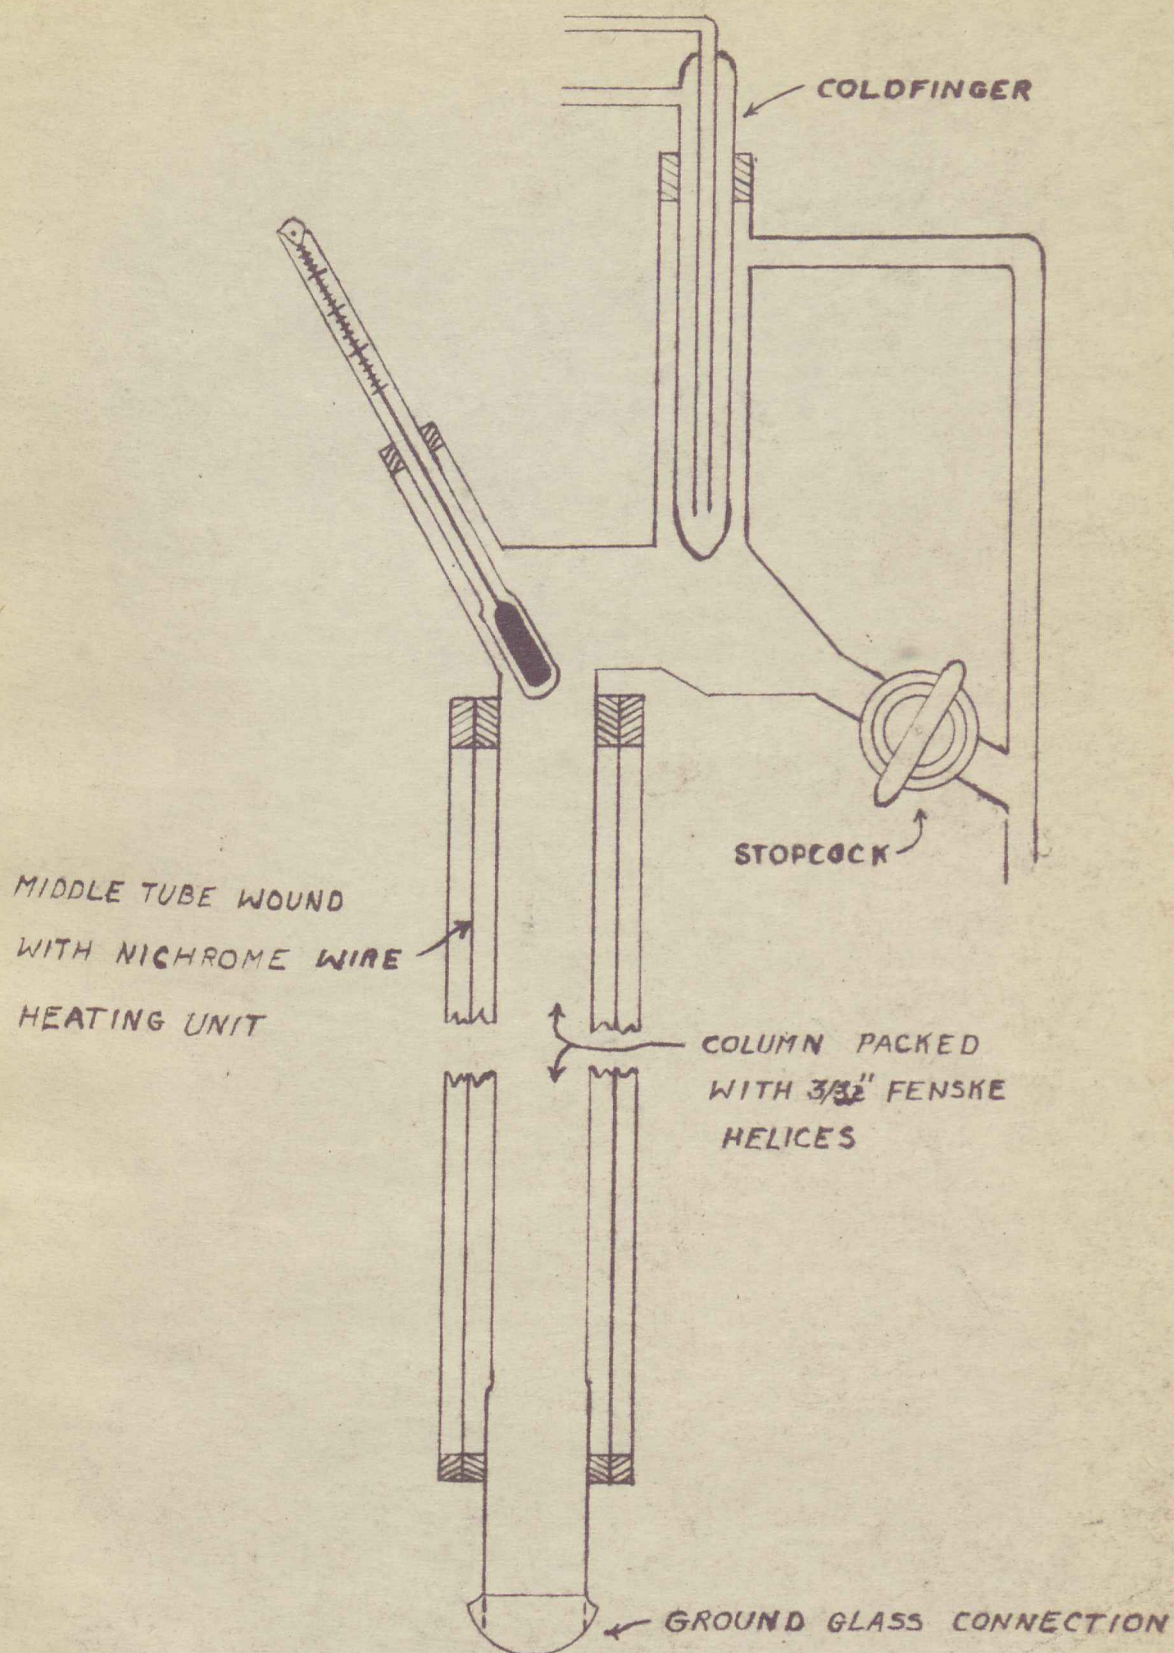 COLDFINGER
STOPCOCK
MIDDLE TUBE WOUND
WITH NICHROME WIRE
HEATING UNIT
COLUMN PACKED
WITH 3/32" FENSKE
HELICES
GROUND GLASS CONNECTION